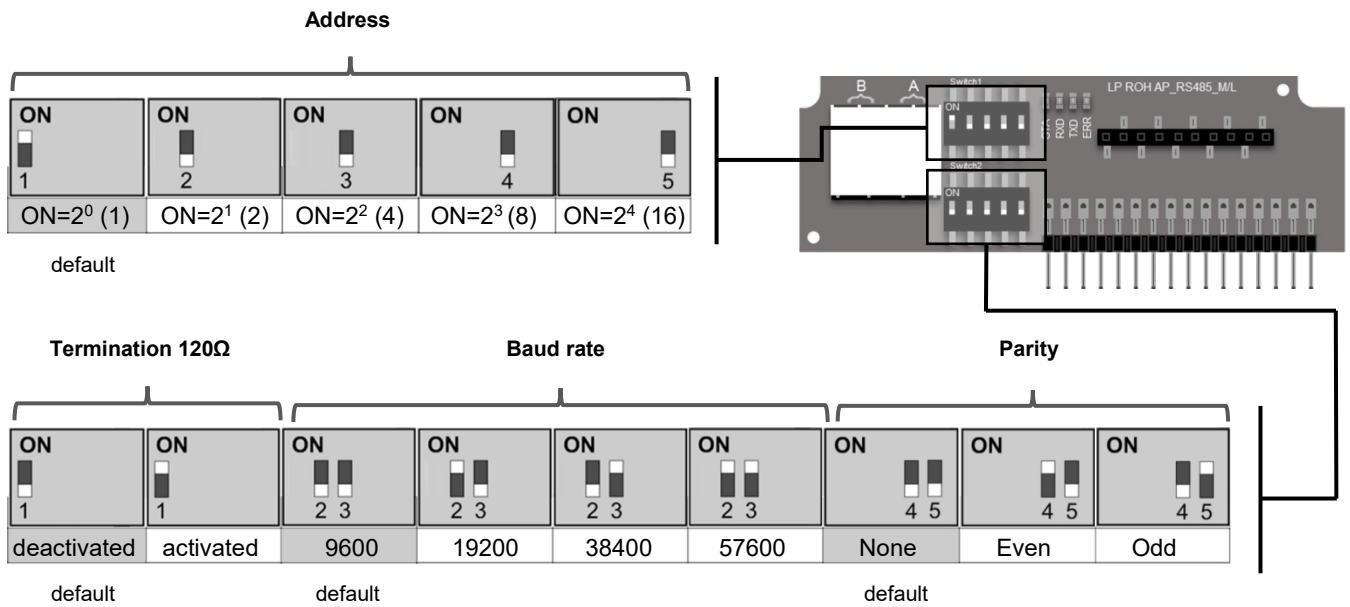 Address
ON ON ON ON ON
1 2 3 4 5
ON=2⁰ (1) ON=2¹ (2) ON=2² (4) ON=2³ (8) ON=2⁴ (16)
default
B A Switch1 LP ROH AP_RS485_M/L
ON
STA RXD TXD ERR
Switch2
ON
Termination 120Ω Baud rate Parity
ON ON ON ON ON ON ON ON ON
1 1 2 3 2 3 2 3 2 3 4 5 4 5 4 5
deactivated activated 9600 19200 38400 57600 None Even Odd
default default default